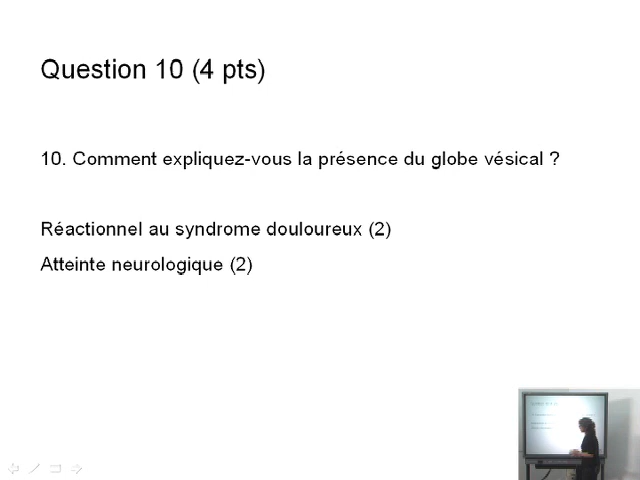 Question 10 (4 pts)
10. Comment expliquez-vous la présence du globe vésical ?
Réactionnel au syndrome douloureux (2)
Atteinte neurologique (2)